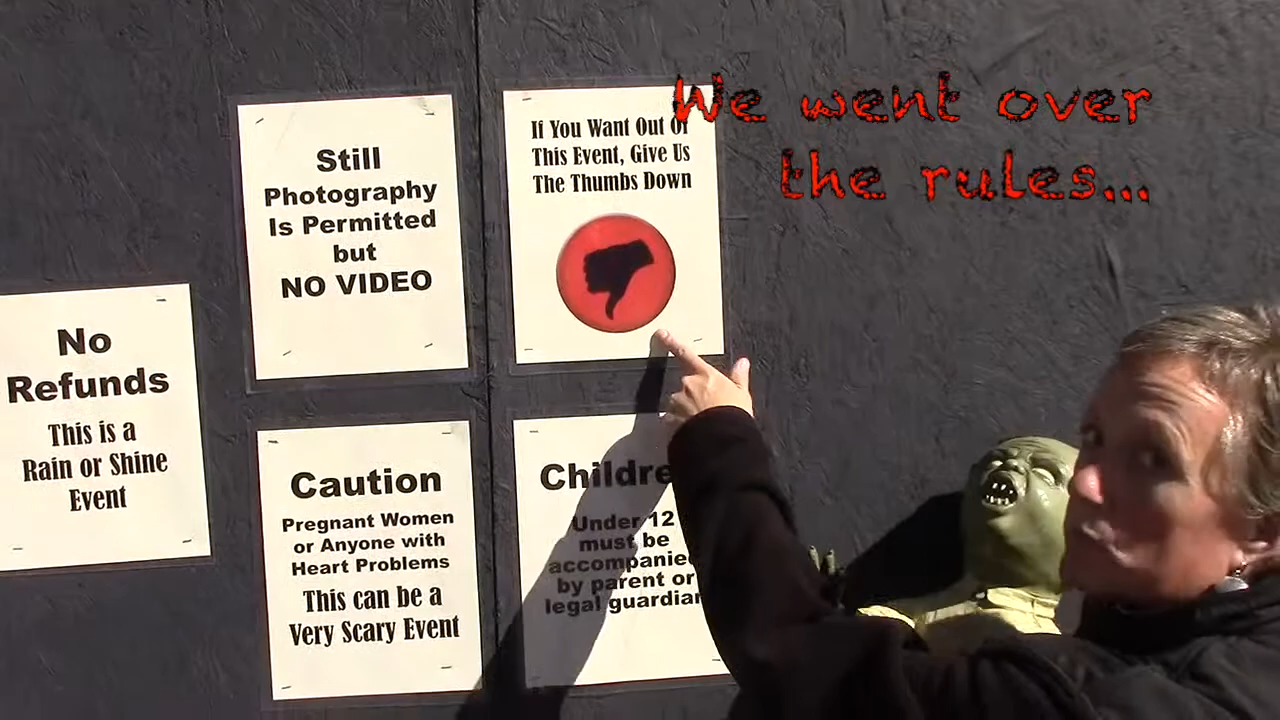 We went over
the rules...
No
Refunds
This is a
Rain or Shine
Event
Still
Photography
Is Permitted
but
NO VIDEO
Caution
Pregnant Women
or Anyone with
Heart Problems
This can be a
Very Scary Event
If You Want Out Of
This Event, Give Us
The Thumbs Down
Childre
Under 12
must be
accompanied
by parent or
legal guardian